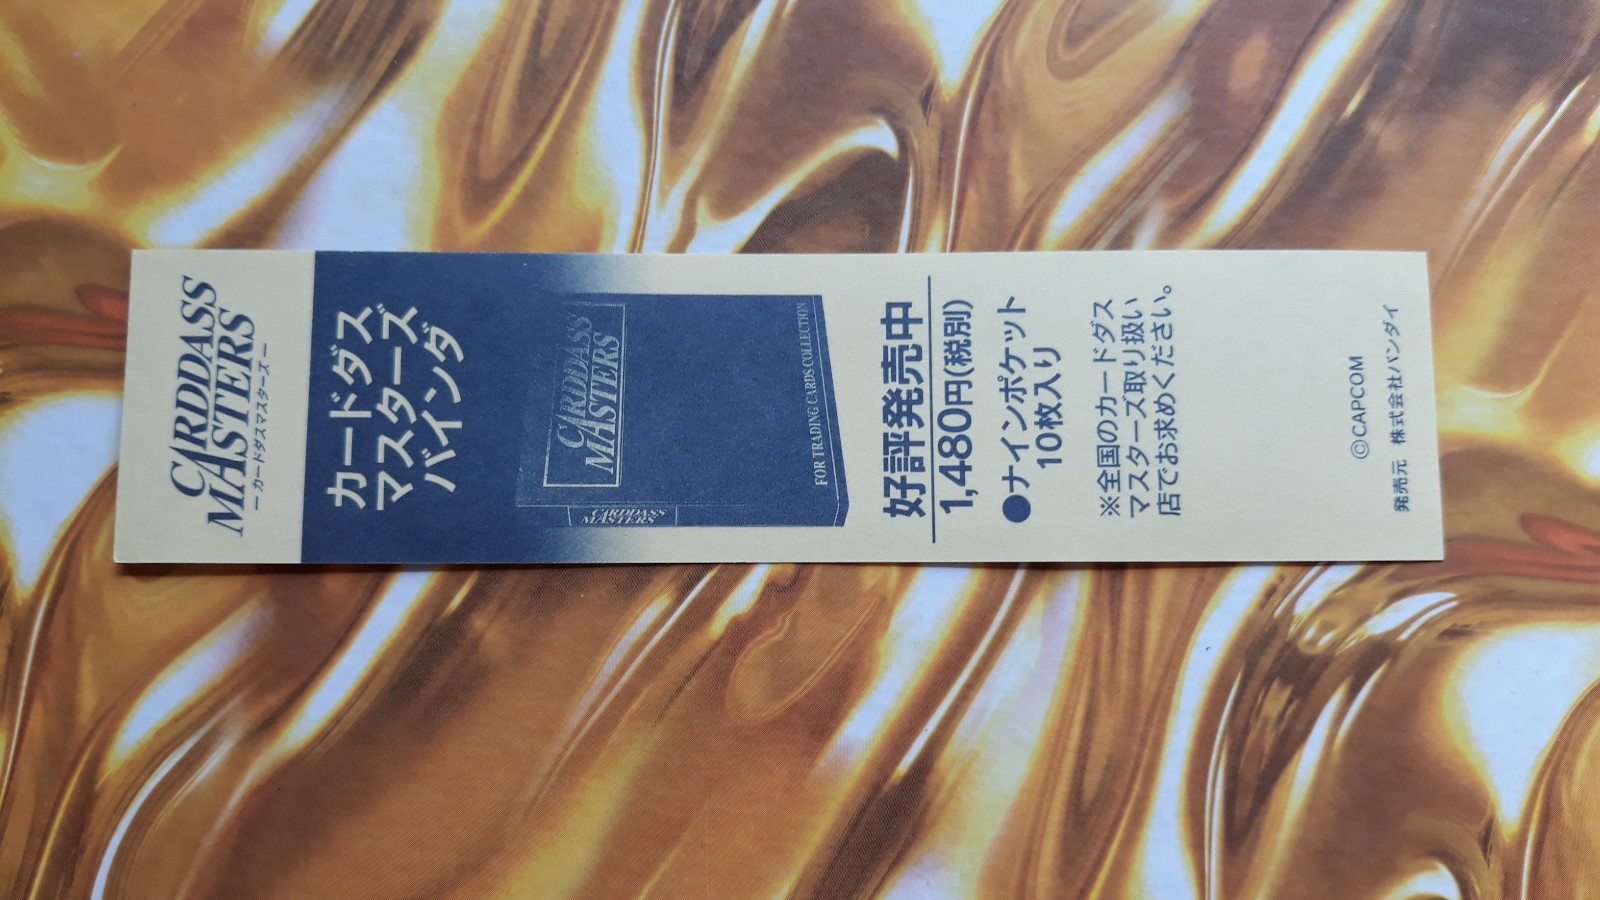 CARDDASS
MASTERS
－カードダスマスターズ－
カードダス
マスターズ
バインダ
CARDDASS
MASTERS
FOR TRADING CARDS COLLECTION
CARDDASS
MASTERS
好評発売中
1,480円(税別)
●ナインポケット
10枚入り
※全国のカードダス
マスターズ取り扱い
店でお求めください。
©CAPCOM
発売元 株式会社バンダイ